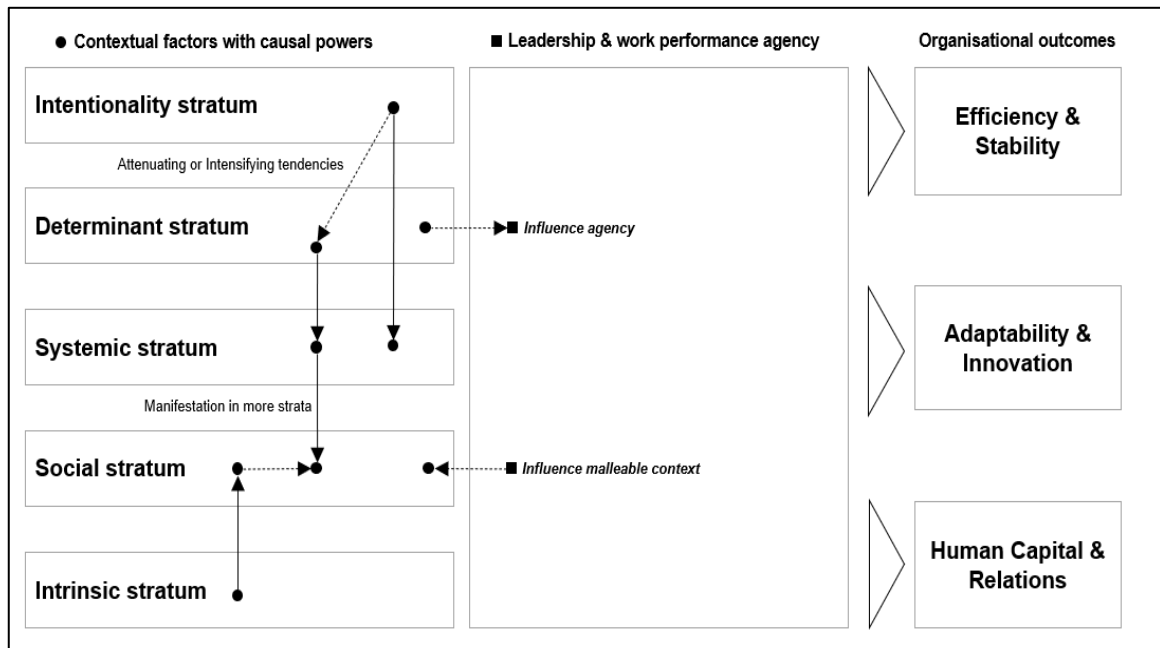 Contextual factors with causal powers
Leadership & work performance agency
Organisational outcomes
Intentionality stratum
Attenuating or Intensifying tendencies
Determinant stratum
Influence agency
Systemic stratum
Manifestation in more strata
Social stratum
Influence malleable context
Intrinsic stratum
Efficiency &
Stability
Adaptability &
Innovation
Human Capital &
Relations